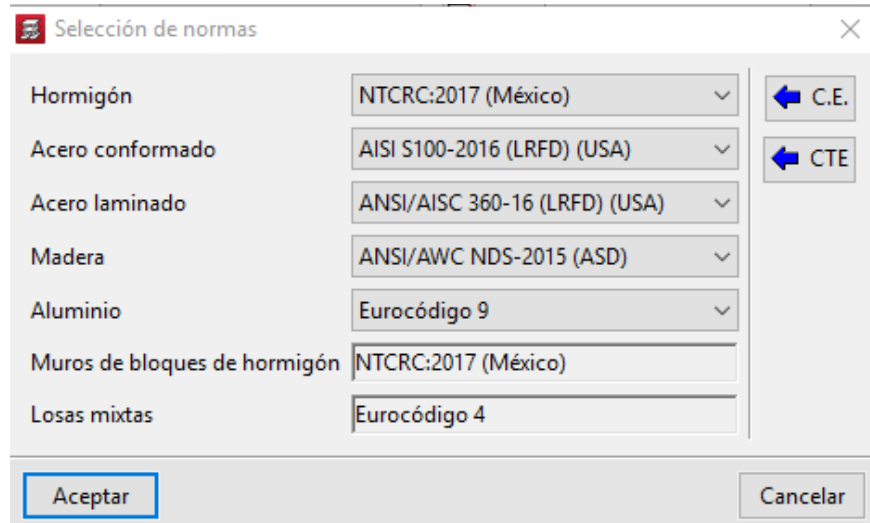 Selección de normas
Hormigón NTCRC:2017 (México) C.E.
Acero conformado AISI S100-2016 (LRFD) (USA) CTE
Acero laminado ANSI/AISC 360-16 (LRFD) (USA)
Madera ANSI/AWC NDS-2015 (ASD)
Aluminio Eurocódigo 9
Muros de bloques de hormigón NTCRC:2017 (México)
Losas mixtas Eurocódigo 4
Aceptar Cancelar